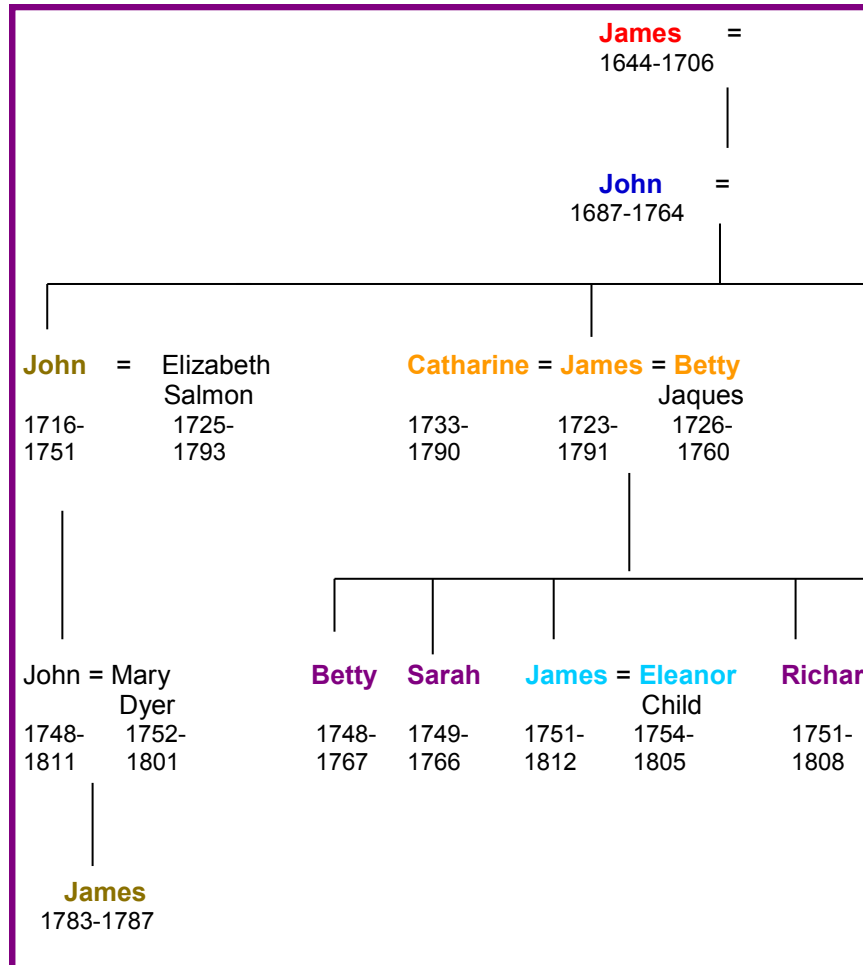 James =
1644-1706
John =
1687-1764
John = Elizabeth Catharine = James = Betty
Salmon Jaques
1716- 1725- 1733- 1723- 1726-
1751 1793 1790 1791 1760
John = Mary Betty Sarah James = Eleanor Richar
Dyer Child
1748- 1752- 1748- 1749- 1751- 1754- 1751-
1811 1801 1767 1766 1812 1805 1808
James
1783-1787